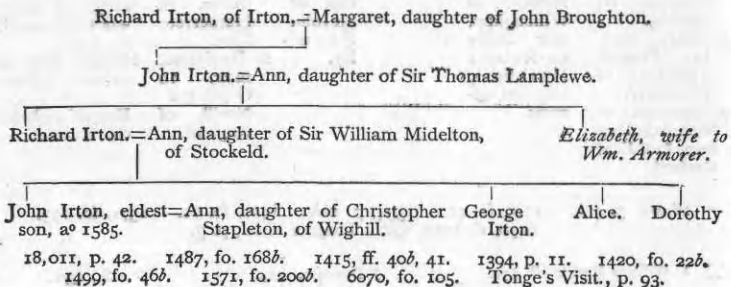 Richard Irton, of Irton,=Margaret, daughter of John Broughton.
John Irton.=Ann, daughter of Sir Thomas Lamplewe.
Richard Irton.=Ann, daughter of Sir William Midelton, Elizabeth, wife to
of Stockeld. Wm. Armorer.
John Irton, eldest=Ann, daughter of Christopher George Alice. Dorothy
son, aº 1585. Stapleton, of Wighill. Irton.
18,011, p. 42. 1487, fo. 168b. 1415, ff. 40b, 41. 1394, p. 11. 1420, fo. 22b.
1499, fo. 46b. 1571, fo. 200b. 6070, fo. 105. Tonge's Visit., p. 93.